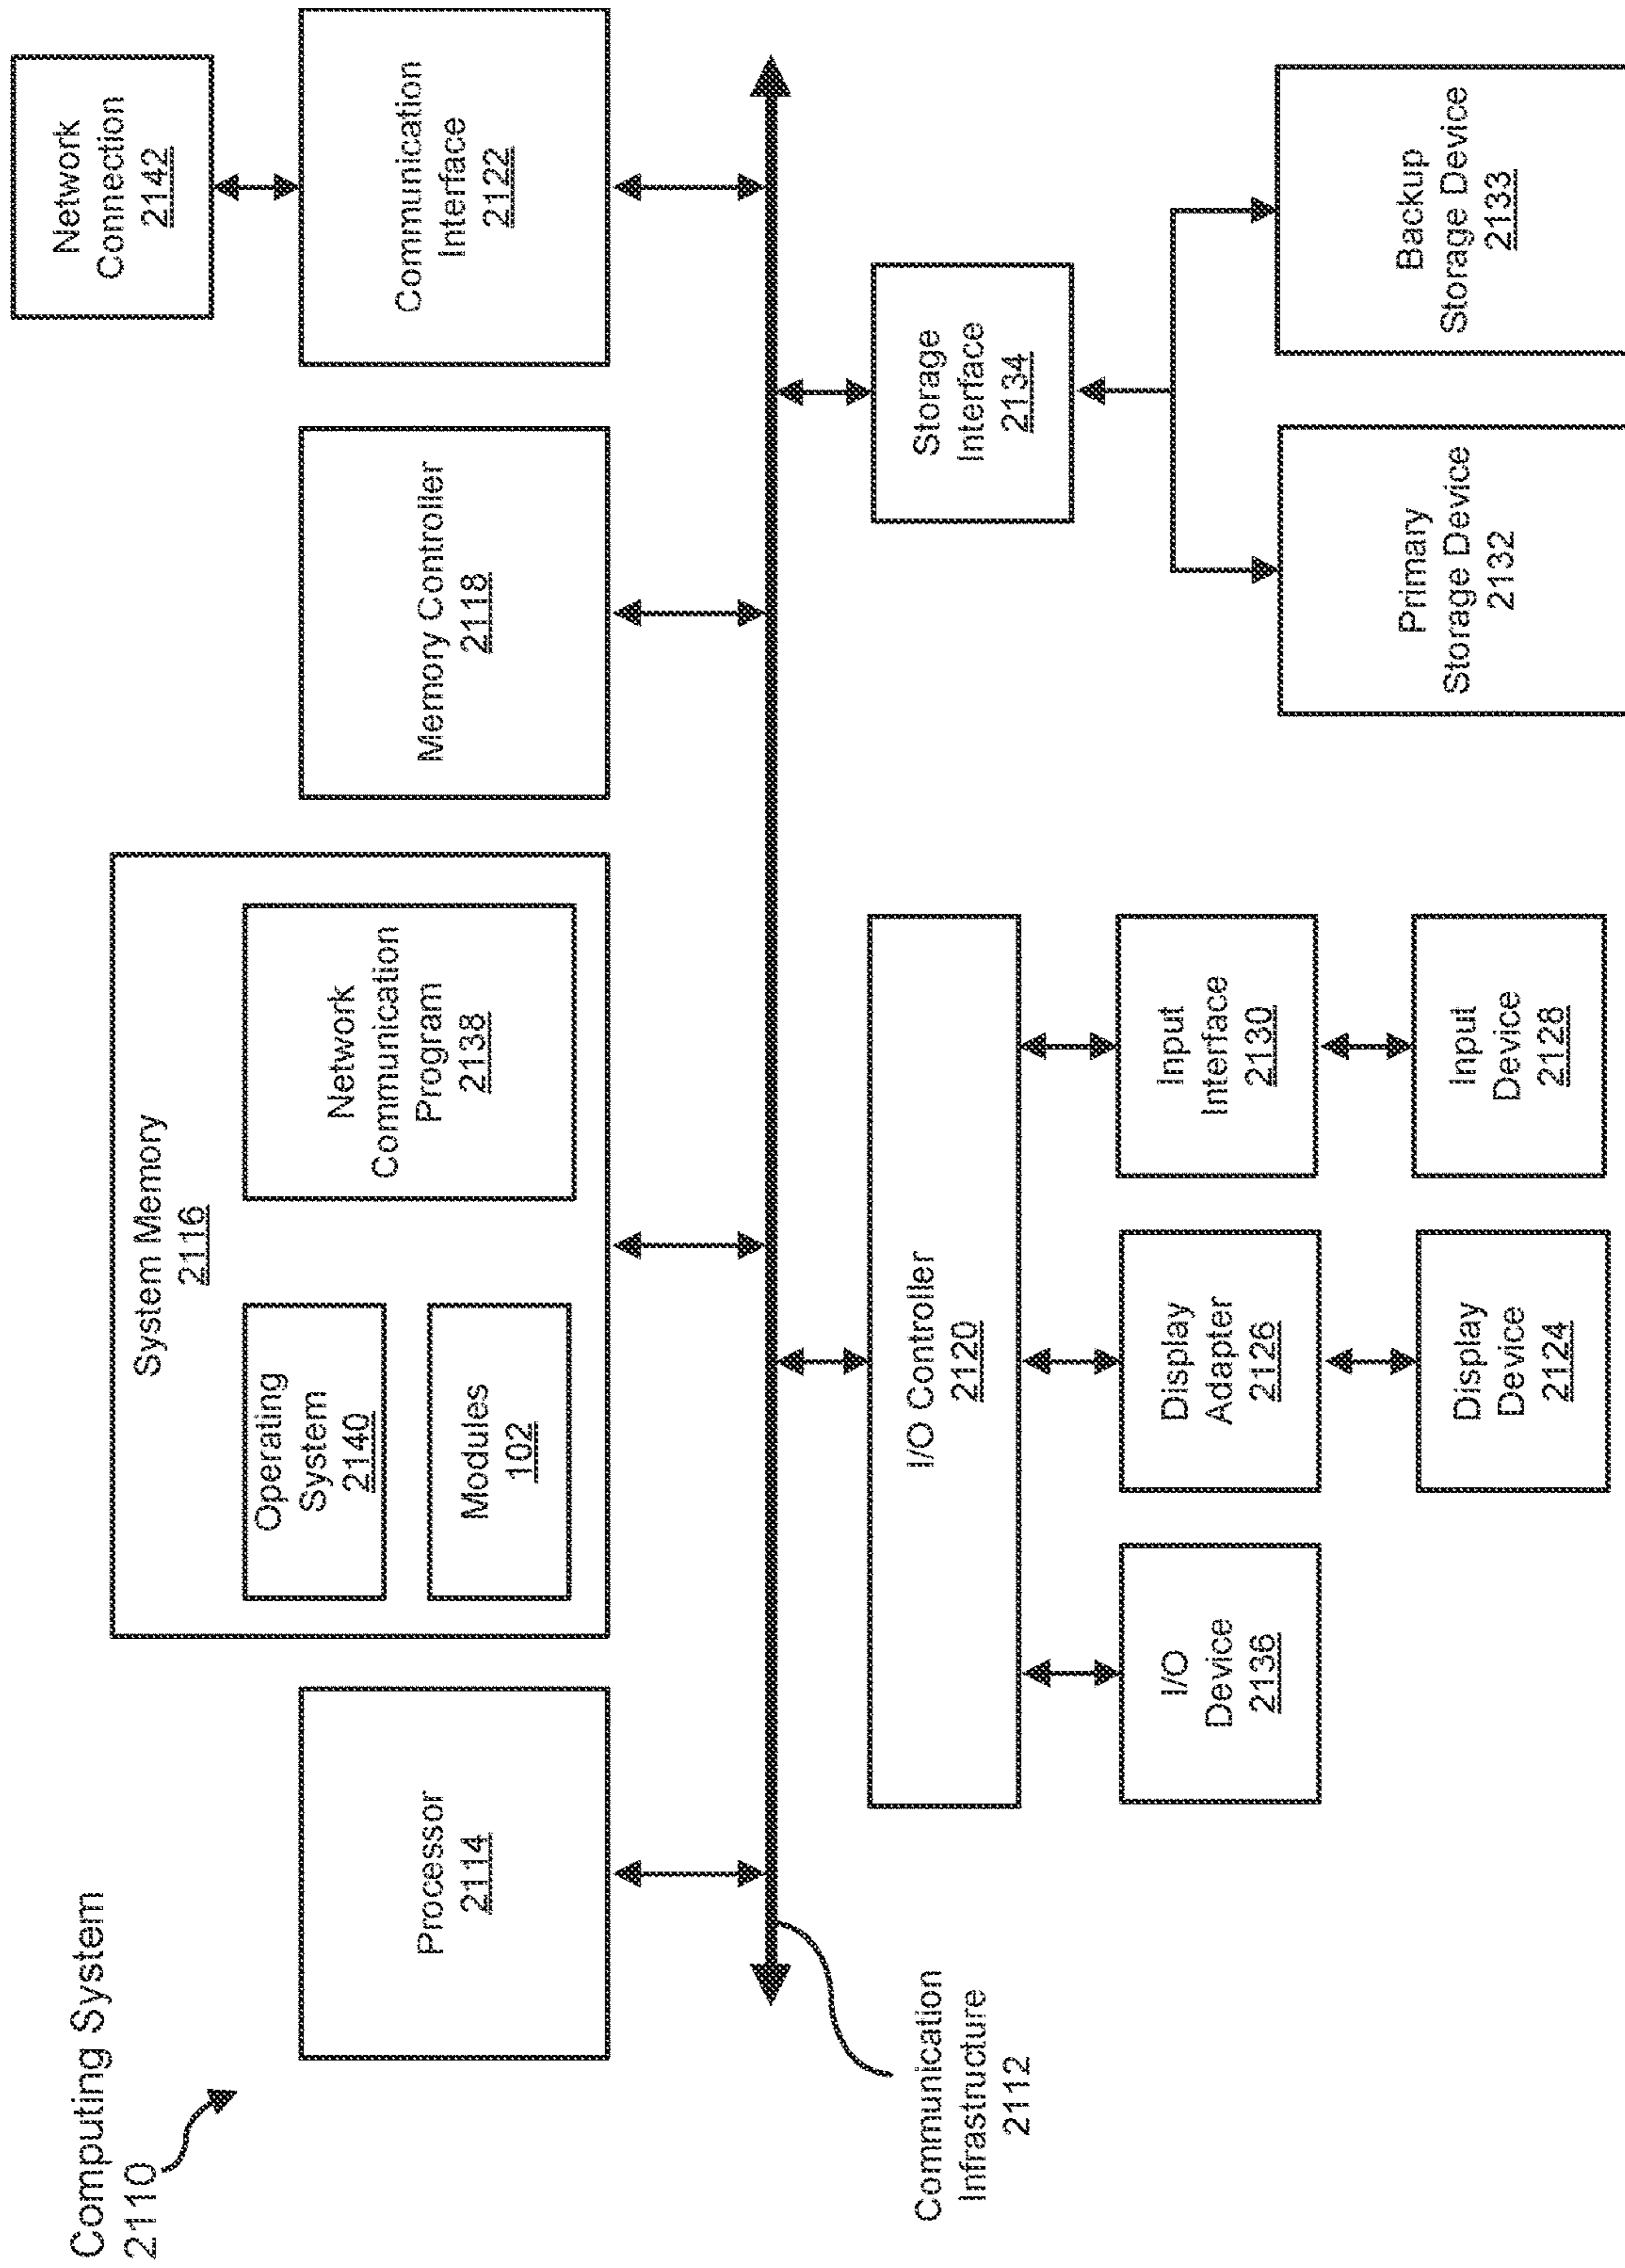 Computing System
2110
Processor
2114
System Memory
2116
Operating
System
2140
Modules
102
Network
Communication
Program
2138
Memory Controller
2118
Communication
Interface
2122
Network
Connection
2142
Communication
Infrastructure
2112
I/O Controller
2120
Storage
Interface
2134
I/O
Device
2136
Display
Adapter
2126
Input
Interface
2130
Display
Device
2124
Input
Device
2128
Primary
Storage Device
2132
Backup
Storage Device
2133